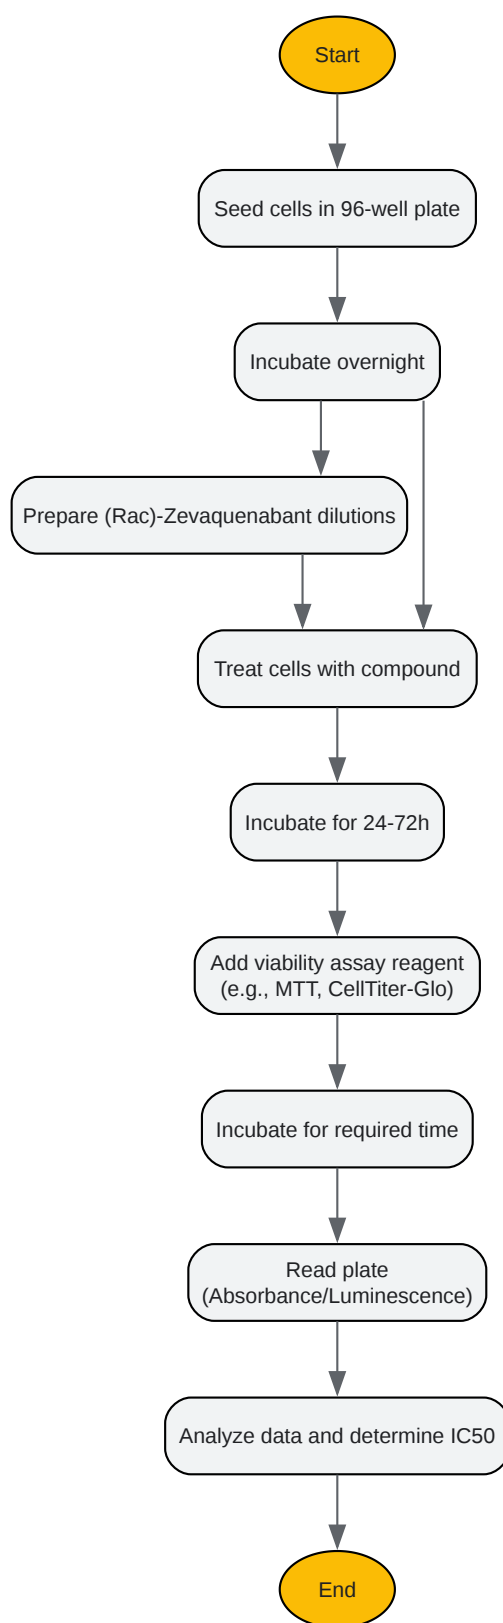 Start
Seed cells in 96-well plate
Incubate overnight
Prepare (Rac)-Zevaquenabant dilutions
Treat cells with compound
Incubate for 24-72h
Add viability assay reagent
(e.g., MTT, CellTiter-Glo)
Incubate for required time
Read plate
(Absorbance/Luminescence)
Analyze data and determine IC50
End